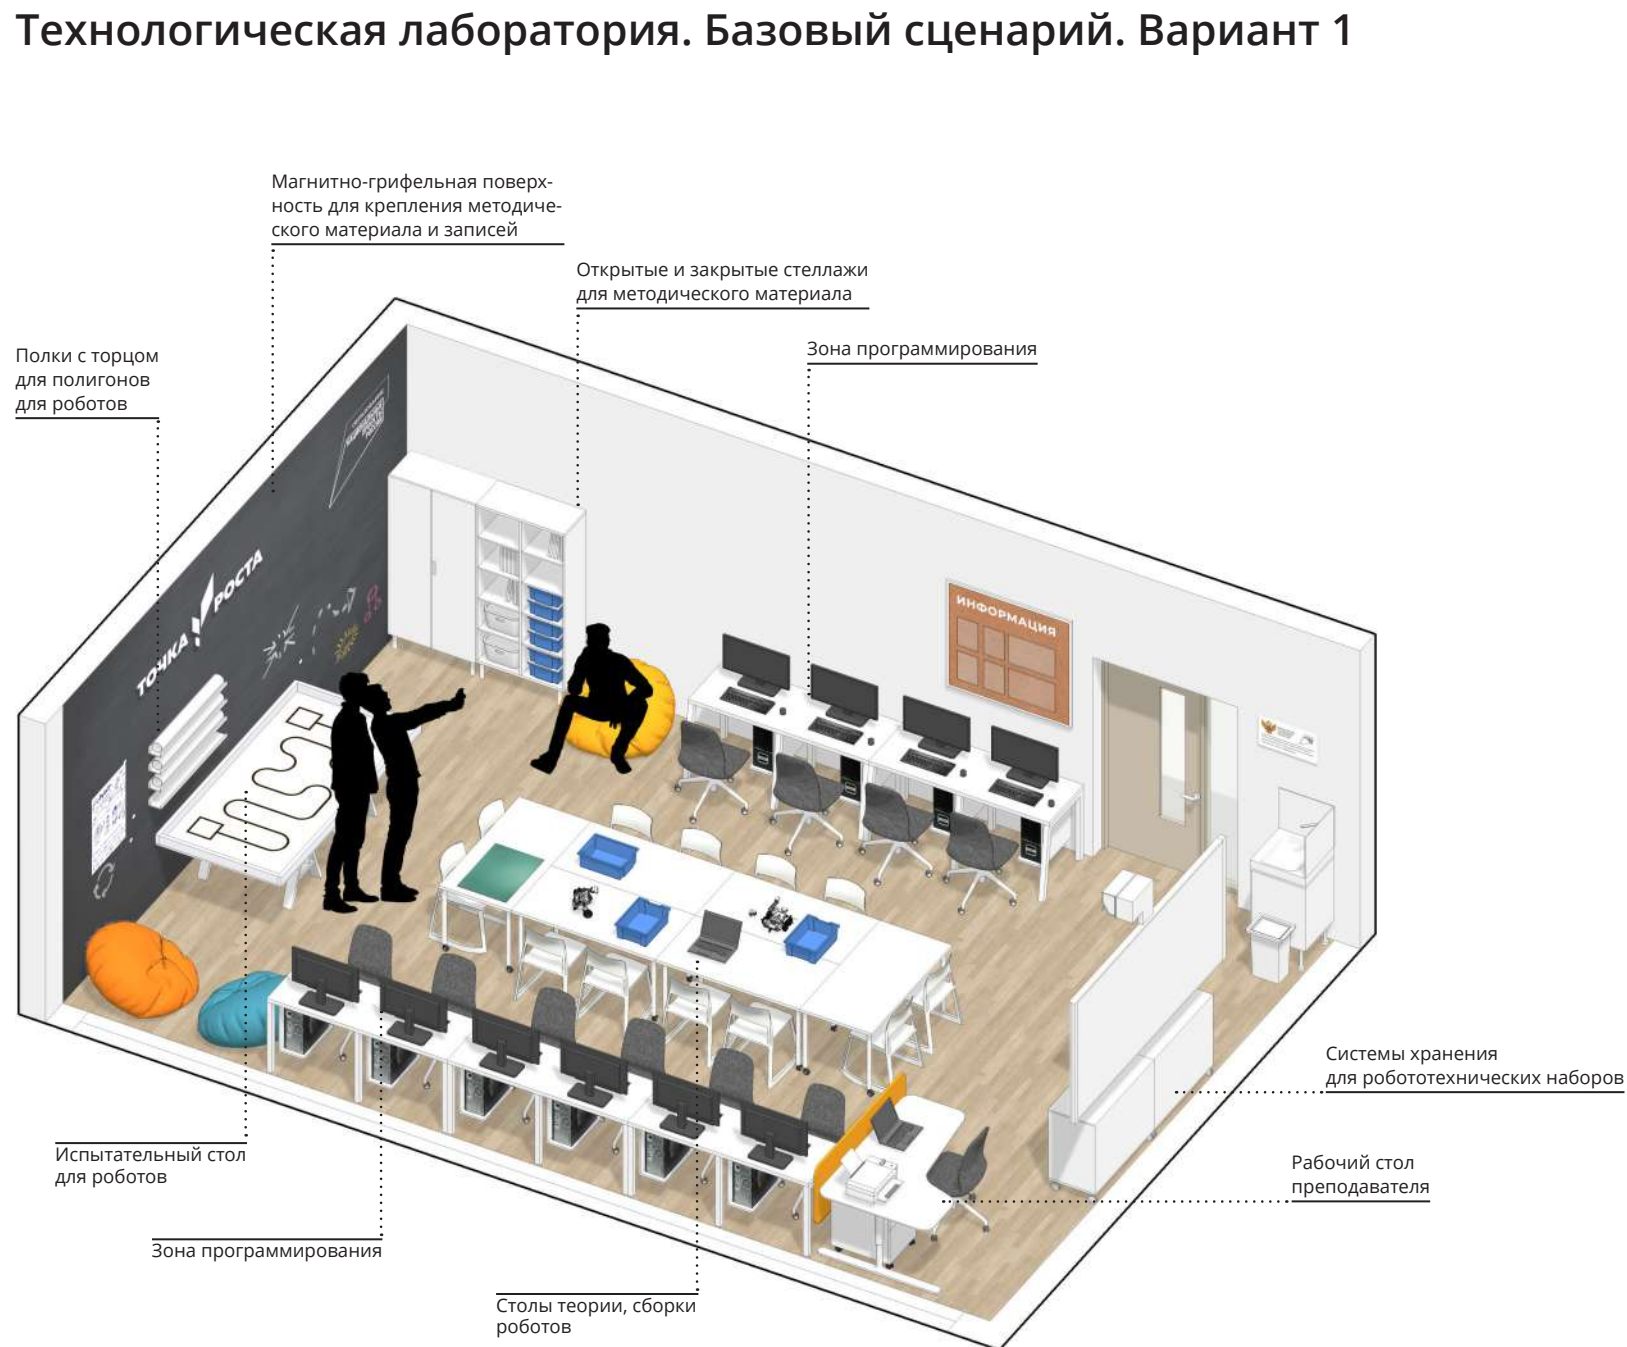 Технологическая лаборатория. Базовый сценарий. Вариант 1
Магнитно-грифельная поверх-
ность для крепления методиче-
ского материала и записей
Открытые и закрытые стеллажи
для методического материала
Зона программирования
Полки с торцом
для полигонов
для роботов
ТОЧКА РОСТА
ИНФОРМАЦИЯ
Системы хранения
для робототехнических наборов
Испытательный стол
для роботов
Рабочий стол
преподавателя
Зона программирования
Столы теории, сборки
роботов